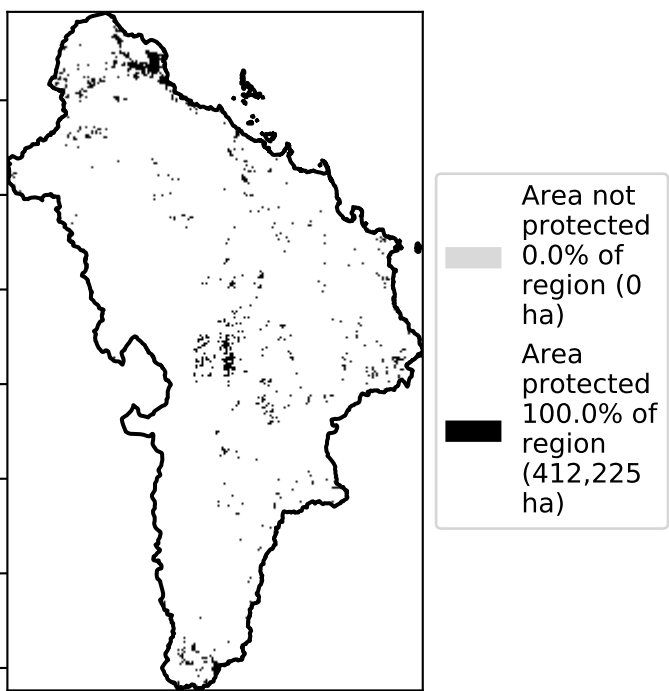 Area not
protected
0.0% of
region (0
ha)
Area
protected
100.0% of
region
(412,225
ha)